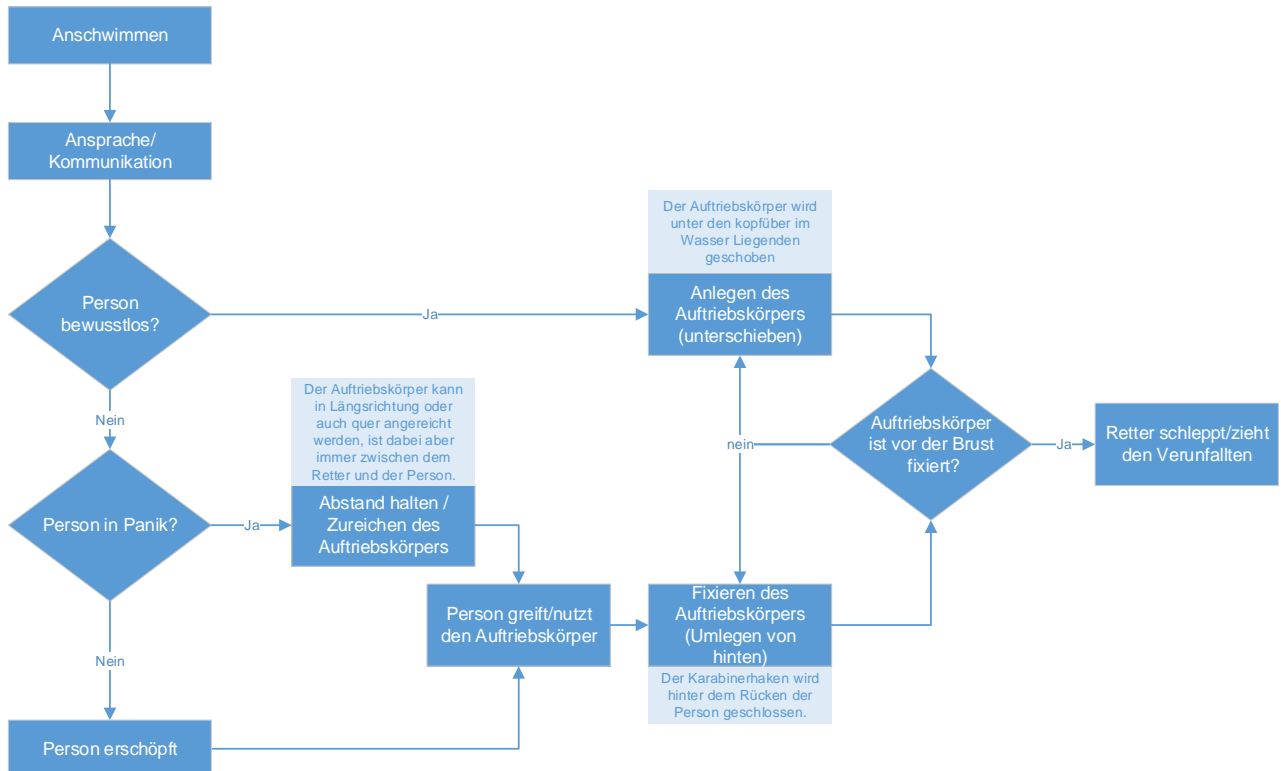 Anschwimmen
Ansprache/
Kommunikation
Person
bewusstlos?
Ja
Der Auftriebskörper wird
unter den kopfüber im
Wasser Liegenden
geschoben
Anlegen des
Auftriebskörpers
(unterschieben)
Nein
Der Auftriebskörper kann
in Längsrichtung oder
auch quer angereicht
werden, ist dabei aber
immer zwischen dem
Retter und der Person.
Person in Panik?
Ja
Abstand halten /
Zureichen des
Auftriebskörpers
nein
Auftriebskörper
ist vor der Brust
fixiert?
Ja
Retter schleppt/zieht
den Verunfallten
Person greift/nutzt
den Auftriebskörper
Fixieren des
Auftriebskörpers
(Umlegen von
hinten)
Der Karabinerhaken wird
hinter dem Rücken der
Person geschlossen.
Nein
Person erschöpft